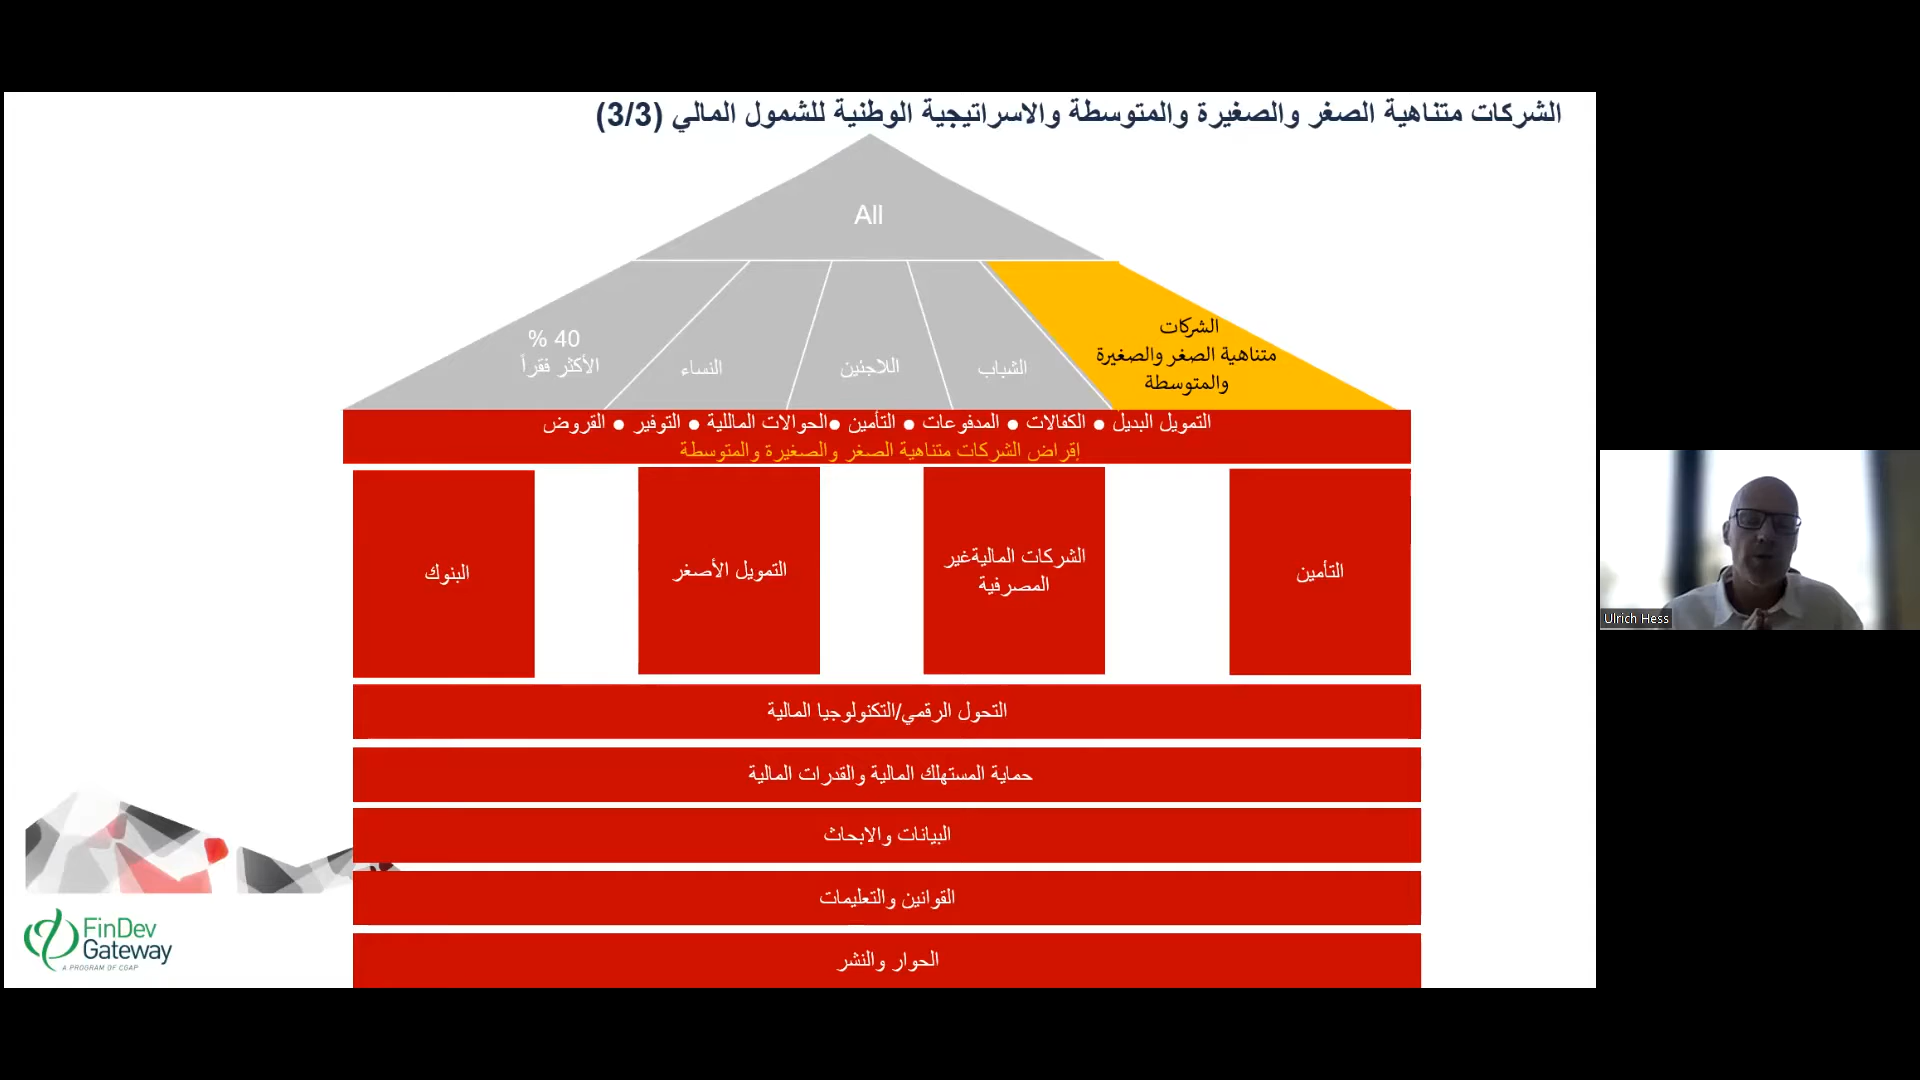 الشركات متناهية الصغر والصغيرة والمتوسطة والاسراتيجية الوطنية للشمول المالي (3/3)
All
الشركات
متناهية الصغر والصغيرة
والمتوسطة
الشباب
اللاجئين
النساء
% 40
الأكثر فقراً
التمويل البديل ● الكفالات ● المدفوعات ● التأمين ●الحوالات الماللية ● التوفير ● القروض
إقراض الشركات متناهية الصغر والصغيرة والمتوسطة
التأمين
الشركات الماليةغير
المصرفية
التمويل الأصغر
البنوك
التحول الرقمي/التكنولوجيا المالية
حماية المستهلك المالية والقدرات المالية
البيانات والابحاث
القوانين والتعليمات
الحوار والنشر
FinDev
Gateway
A PROGRAM OF CGAP
Ulrich Hess